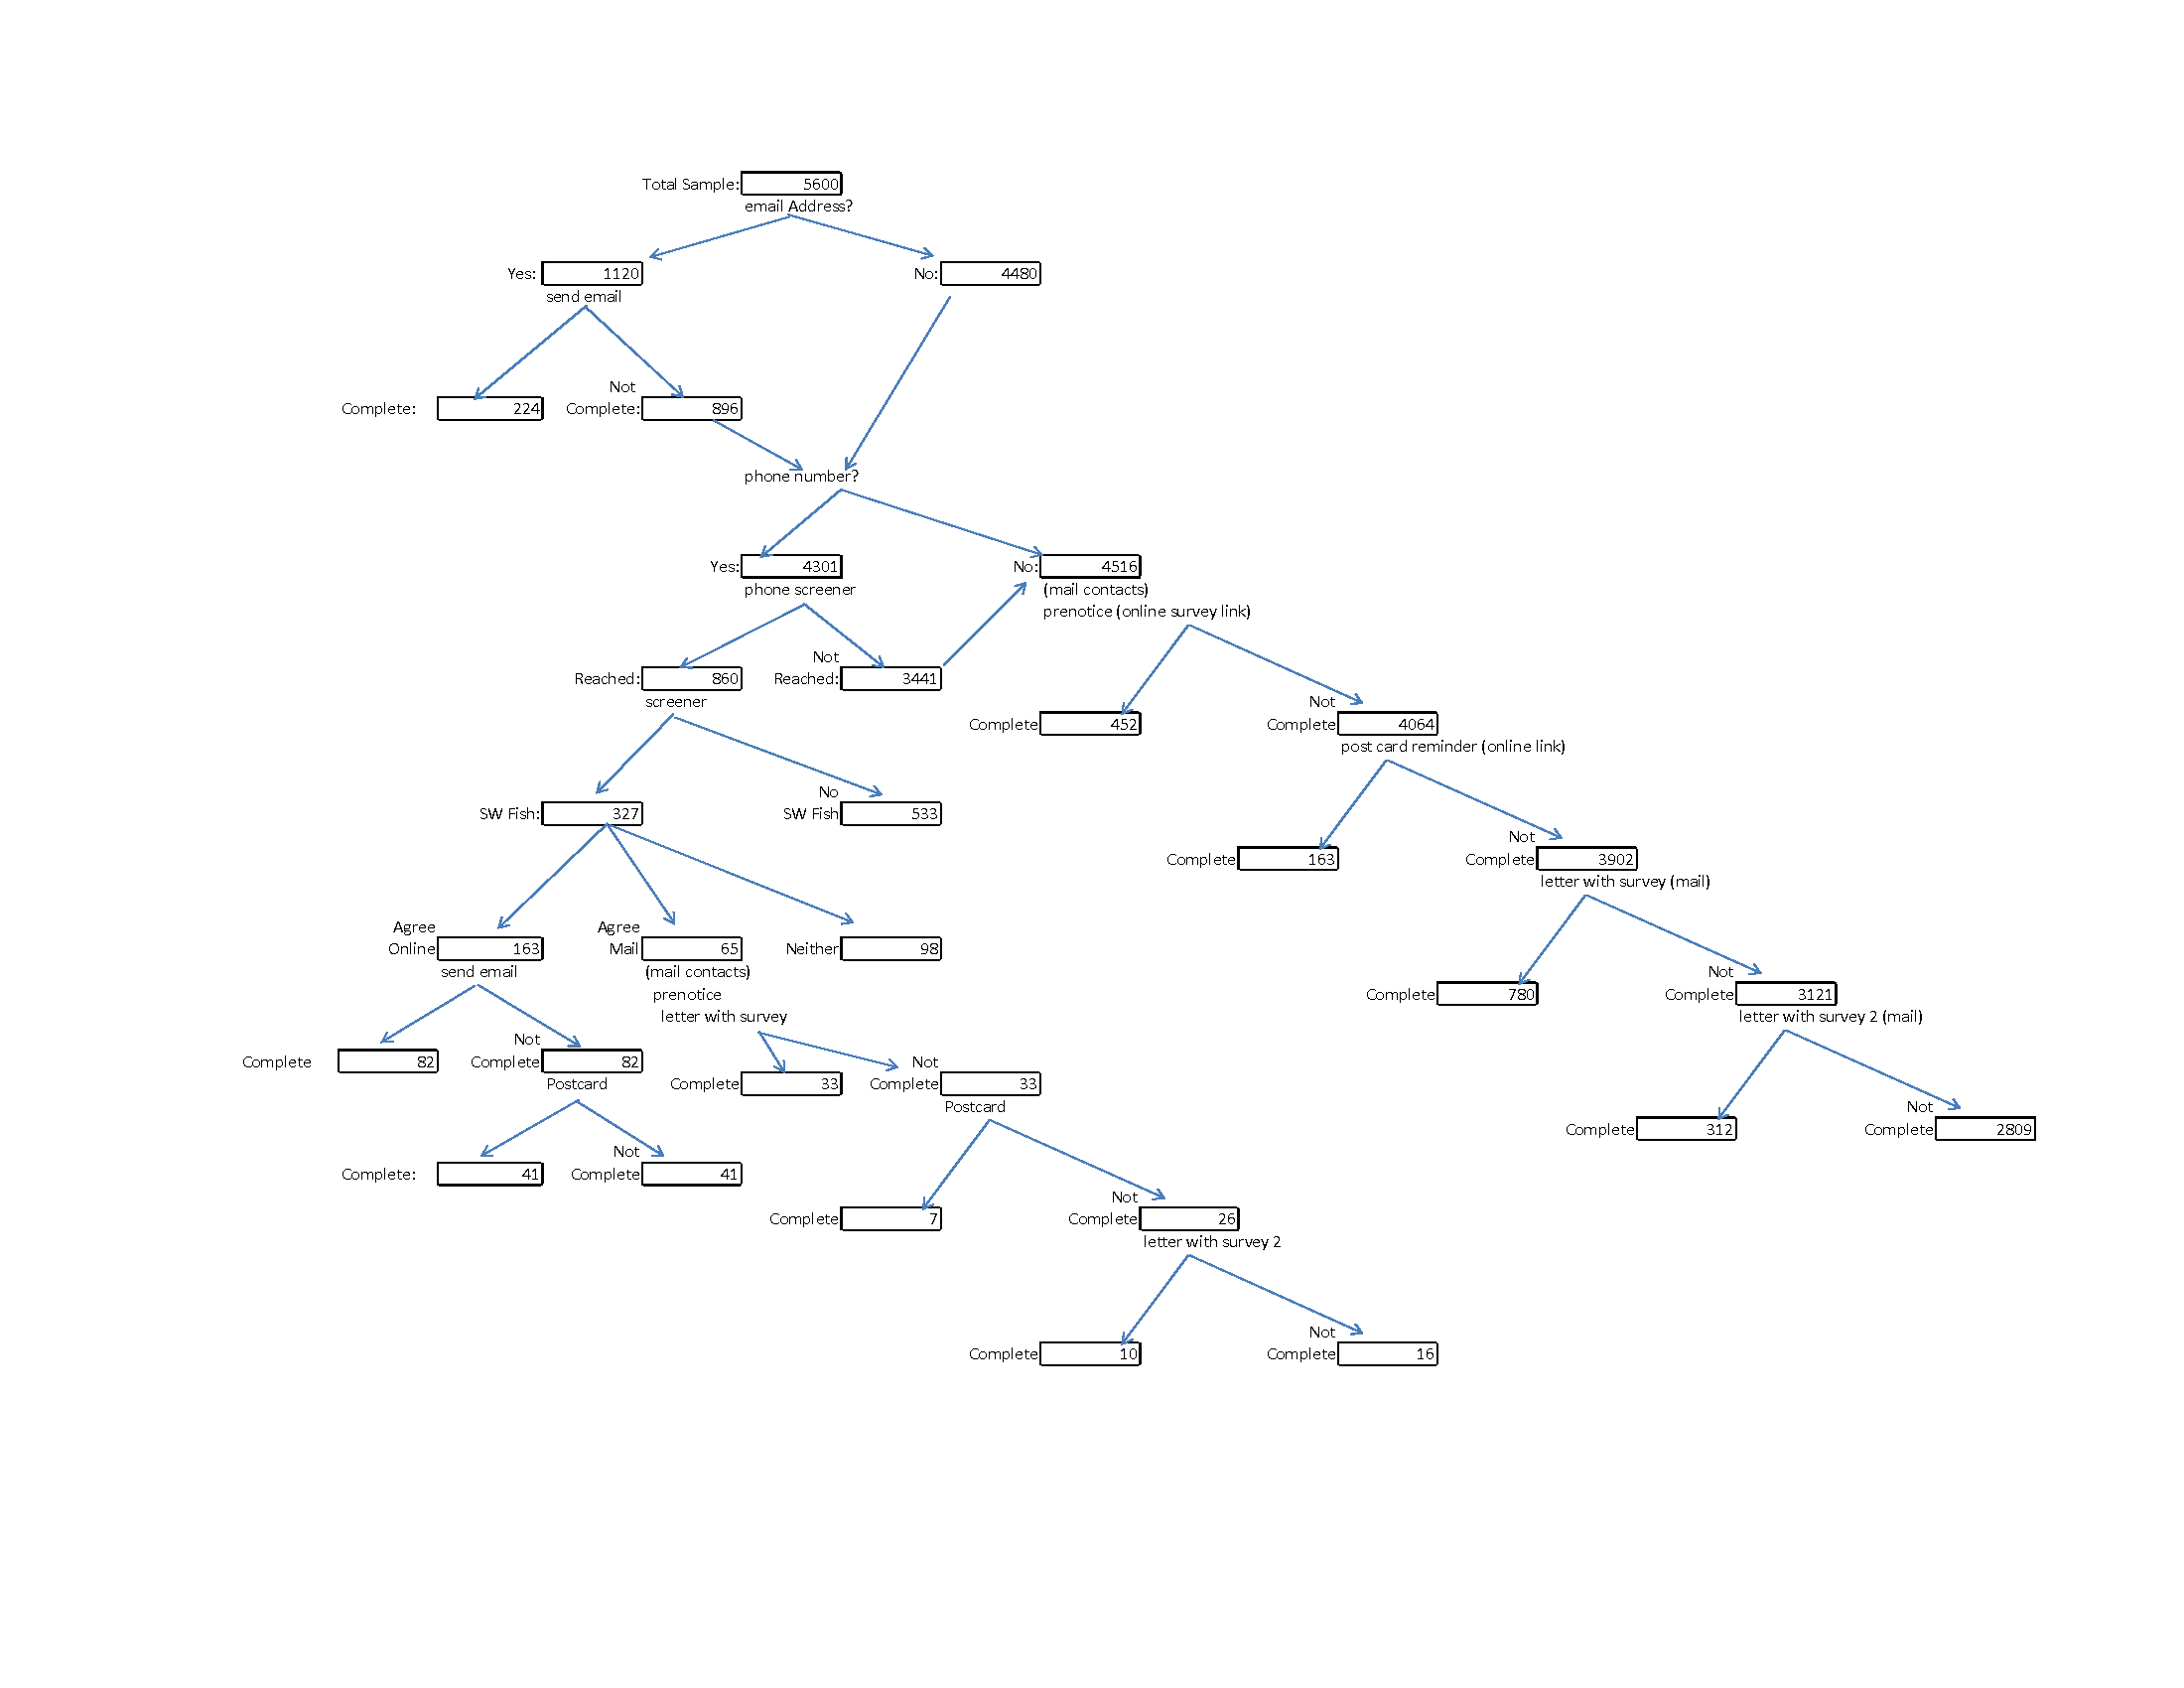 Total Sample: 5600
email Address?
Yes: 1120 No: 4480
send email
Not
Complete: 224 Complete: 896
phone number?
Yes: 4301 No: 4516
phone screener (mail contacts)
prenotice (online survey link)
Not
Reached: 860 Reached: 3441
screener Not
Complete 452 Complete 4064
post card reminder (online link)
No
SW Fish: 327 SW Fish 533
Not
Complete 163 Complete 3902
letter with survey (mail)
Agree Agree
Online 163 Mail 65 Neither 98
send email (mail contacts) Not
prenotice Complete 780 Complete 3121
letter with survey letter with survey 2 (mail)
Not
Complete 82 Complete 82 Not
Postcard Complete 33 Complete 33
Postcard Not
Complete 312 Complete 2809
Not
Complete: 41 Complete 41
Not
Complete 7 Complete 26
letter with survey 2
Not
Complete 10 Complete 16